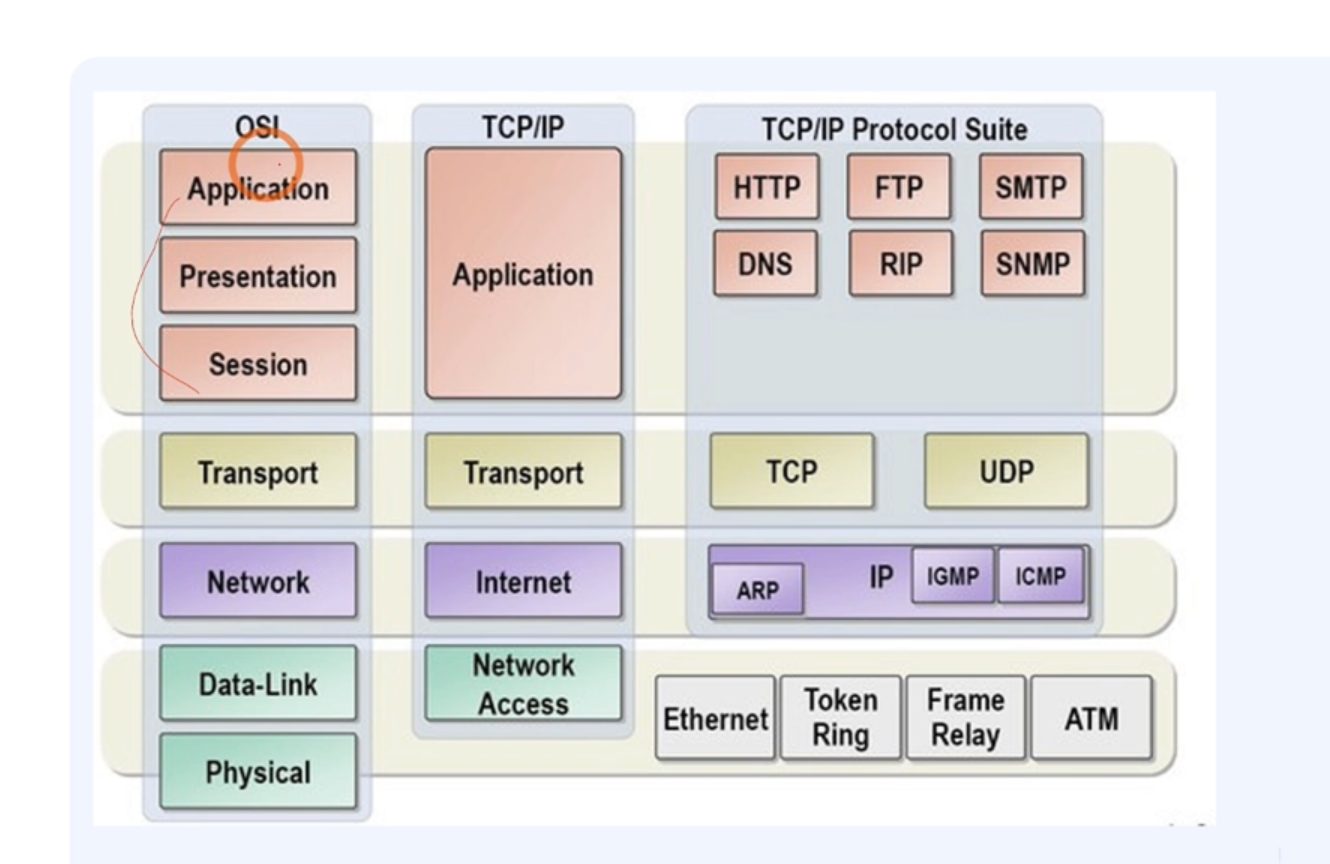 OSI
Application
Presentation
Session
Transport
Network
Data-Link
Physical
TCP/IP
Application
Transport
Internet
Network
Access
TCP/IP Protocol Suite
HTTP FTP SMTP
DNS RIP SNMP
TCP UDP
ARP IP IGMP ICMP
Ethernet
Token
Ring
Frame
Relay
ATM